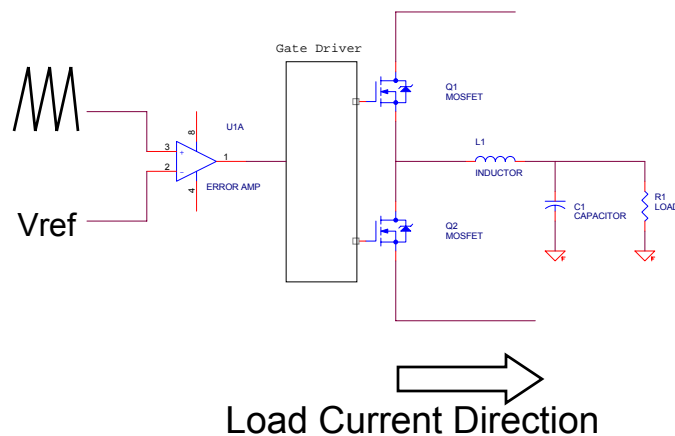 Gate Driver
Q1
MOSFET
8
U1A
3
+
1
2
-
4
ERROR AMP
Vref
L1
INDUCTOR
C1
CAPACITOR
R1
LOAD
Q2
MOSFET
F
F
Load Current Direction